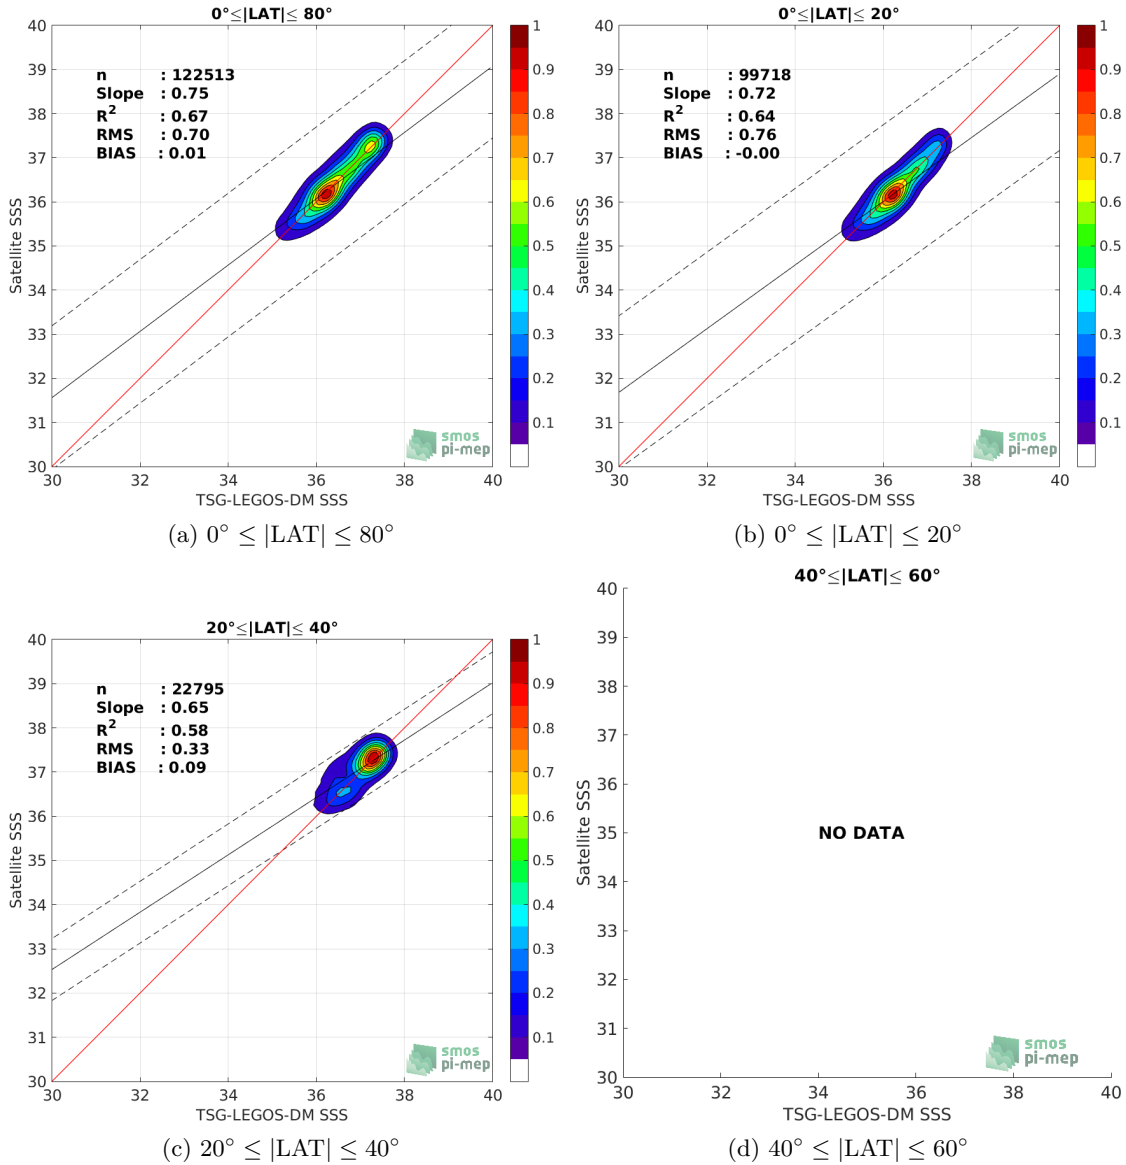 0°≤|LAT|≤ 80°
n : 122513
Slope : 0.75
R2 : 0.67
RMS : 0.70
BIAS : 0.01
Satellite SSS
40
39
38
37
36
35
34
33
32
31
30
30 32 34 36 38 40
TSG-LEGOS-DM SSS
1
0.9
0.8
0.7
0.6
0.5
0.4
0.3
0.2
0.1
smos
pi-mep
(a) 0° ≤ |LAT| ≤ 80°
0°≤|LAT|≤ 20°
n : 99718
Slope : 0.72
R2 : 0.64
RMS : 0.76
BIAS : -0.00
Satellite SSS
40
39
38
37
36
35
34
33
32
31
30
30 32 34 36 38 40
TSG-LEGOS-DM SSS
1
0.9
0.8
0.7
0.6
0.5
0.4
0.3
0.2
0.1
smos
pi-mep
(b) 0° ≤ |LAT| ≤ 20°
20°≤|LAT|≤ 40°
n : 22795
Slope : 0.65
R2 : 0.58
RMS : 0.33
BIAS : 0.09
Satellite SSS
40
39
38
37
36
35
34
33
32
31
30
30 32 34 36 38 40
TSG-LEGOS-DM SSS
1
0.9
0.8
0.7
0.6
0.5
0.4
0.3
0.2
0.1
smos
pi-mep
(c) 20° ≤ |LAT| ≤ 40°
40°≤|LAT|≤ 60°
NO DATA
Satellite SSS
40
39
38
37
36
35
34
33
32
31
30
30 32 34 36 38 40
TSG-LEGOS-DM SSS
smos
pi-mep
(d) 40° ≤ |LAT| ≤ 60°